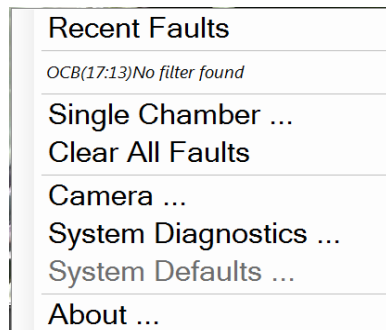 Recent Faults
OCB(17:13)No filter found
Single Chamber ...
Clear All Faults
Camera ...
System Diagnostics ...
System Defaults ...
About ...